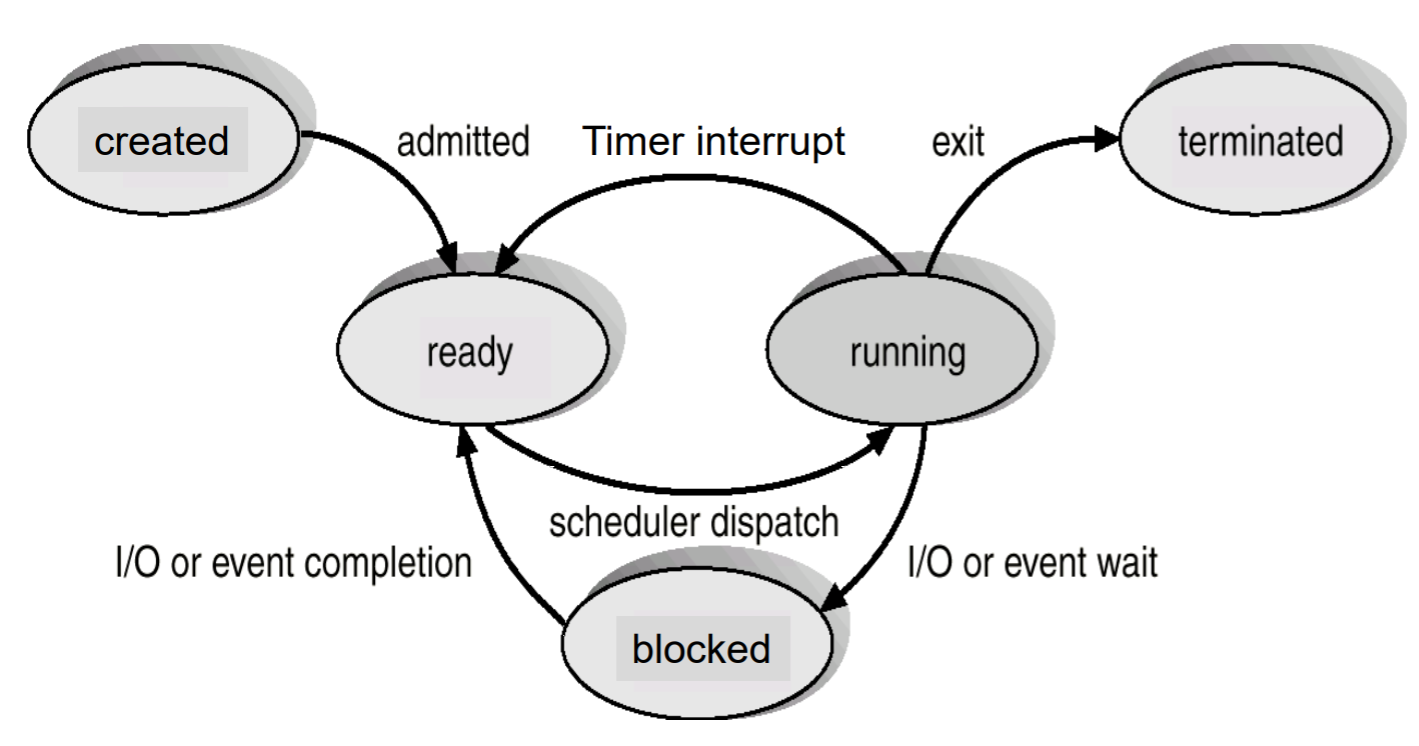 created
admitted
Timer interrupt
exit
terminated
ready
running
scheduler dispatch
I/O or event completion
I/O or event wait
blocked